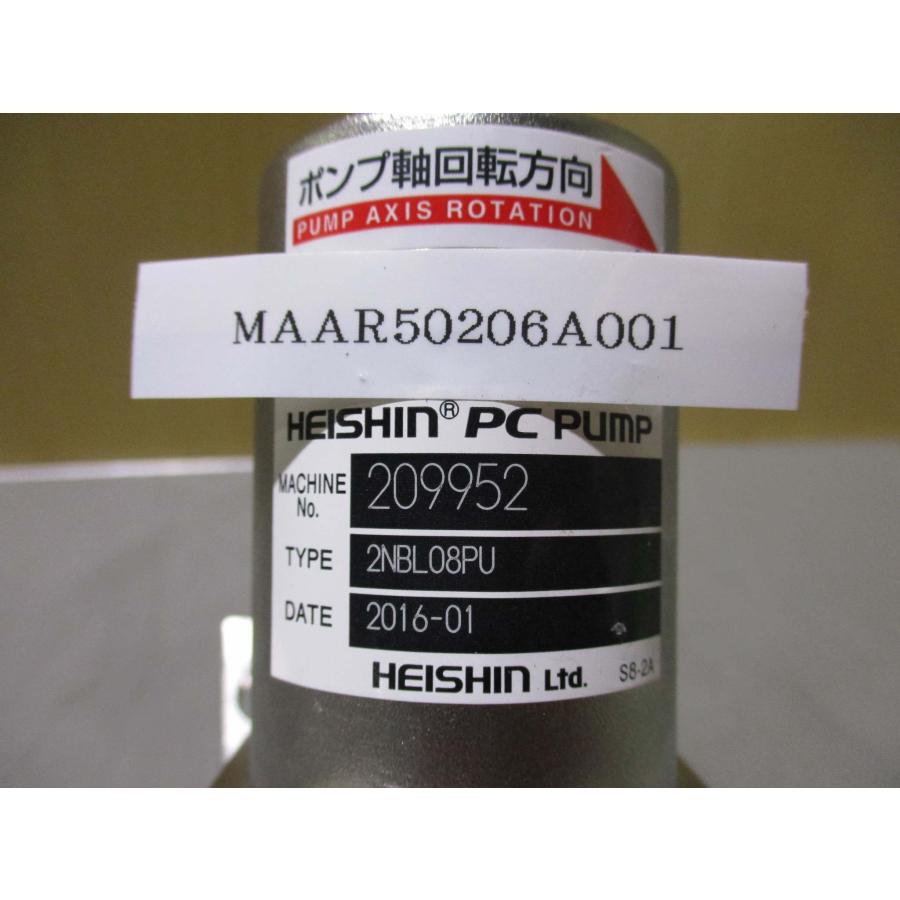 ポンプ軸回転方向
PUMP AXIS ROTATION
MAAR50206A001
HEISHIN® PC PUMP
MACHINE No. 209952
TYPE 2NBL08PU
DATE 2016-01
HEISHIN Ltd. S8-2A